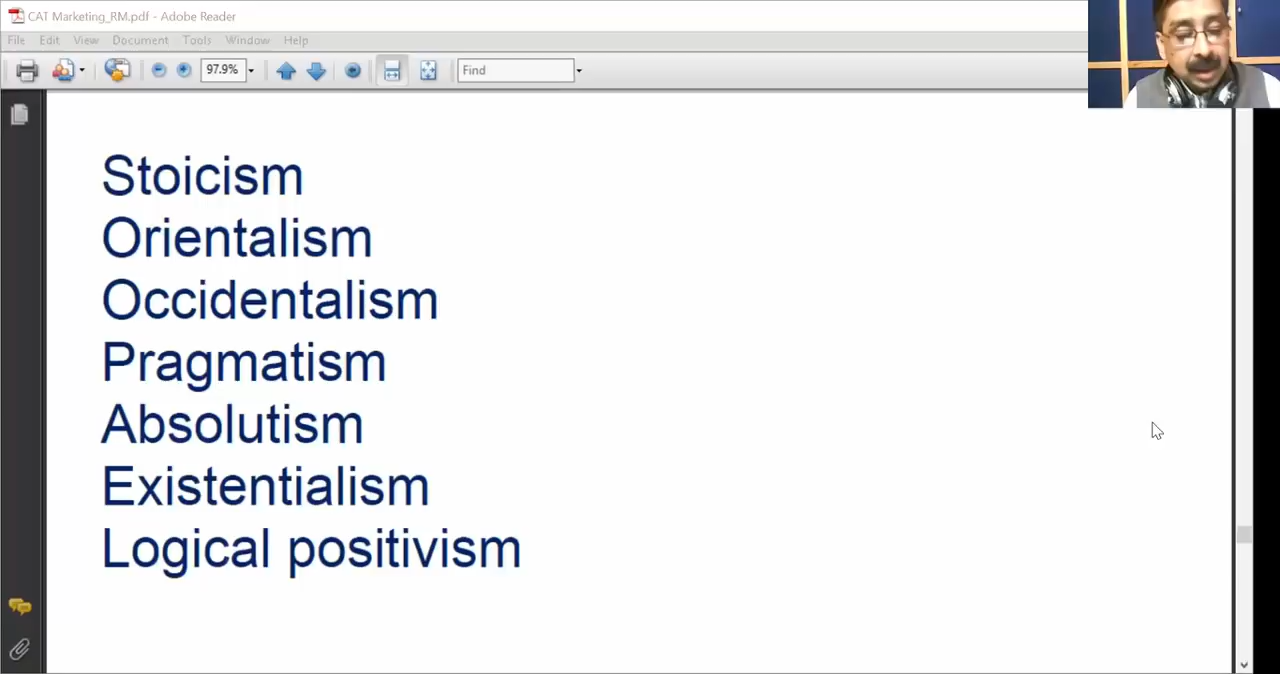 CAT Marketing_RM.pdf - Adobe Reader
File Edit View Document Tools Window Help
97.9% Find
Stoicism
Orientalism
Occidentalism
Pragmatism
Absolutism
Existentialism
Logical positivism